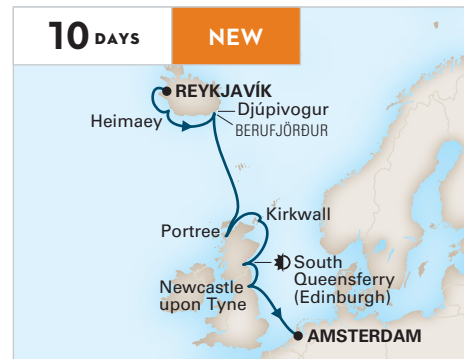 10 DAYS
NEW
REYKJAVÍK
Heimaey
Djúpivogur
BERUFJÖRÐUR
Kirkwall
Portree
South
Queensferry
(Edinburgh)
Newcastle
upon Tyne
AMSTERDAM